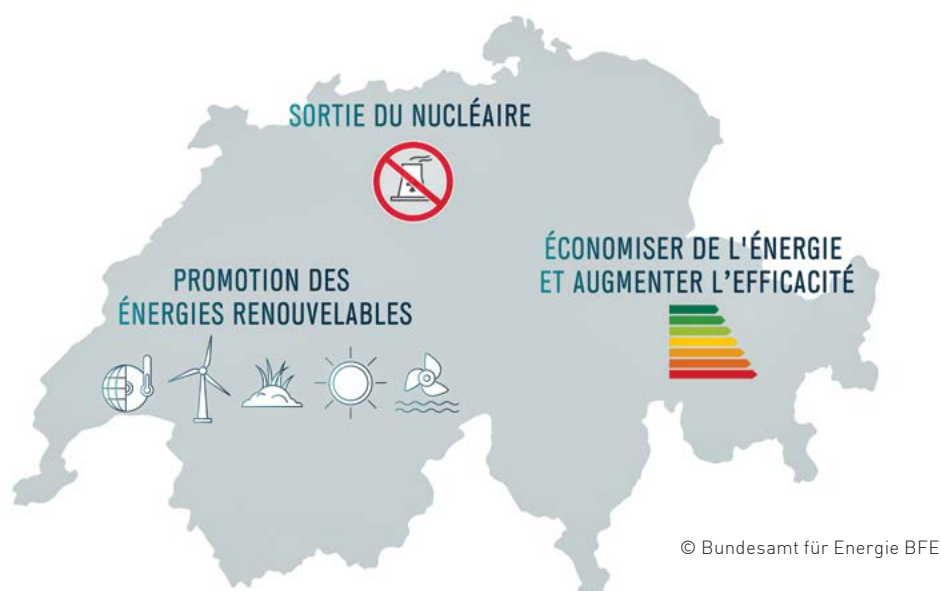 SORTIE DU NUCLÉAIRE
ÉCONOMISER DE L'ÉNERGIE
ET AUGMENTER L’EFFICACITÉ
PROMOTION DES
ÉNERGIES RENOUVELABLES
© Bundesamt für Energie BFE